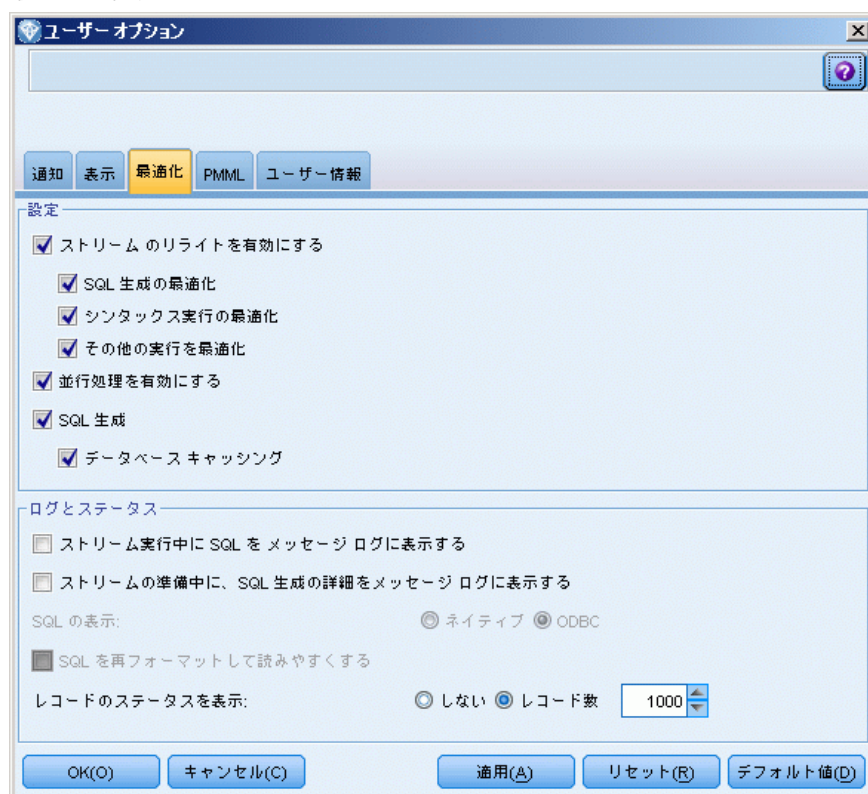 ユーザー オプション
通知 表示 最適化 PMML ユーザー情報
設定
ストリーム のリライトを有効にする
SQL 生成の最適化
シンタックス実行の最適化
その他の実行を最適化
並行処理を有効にする
SQL 生成
データベース キャッシング
ログとステータス
ストリーム実行中に SQL を メッセージ ログに表示する
ストリームの準備中に、SQL 生成の詳細をメッセージ ログに表示する
SQL の表示: ネイティブ ODBC
SQL を再フォーマットして読みやすくする
レコードのステータスを表示: しない レコード数 1000
OK(O) キャンセル(C) 適用(A) リセット(R) デフォルト値(D)